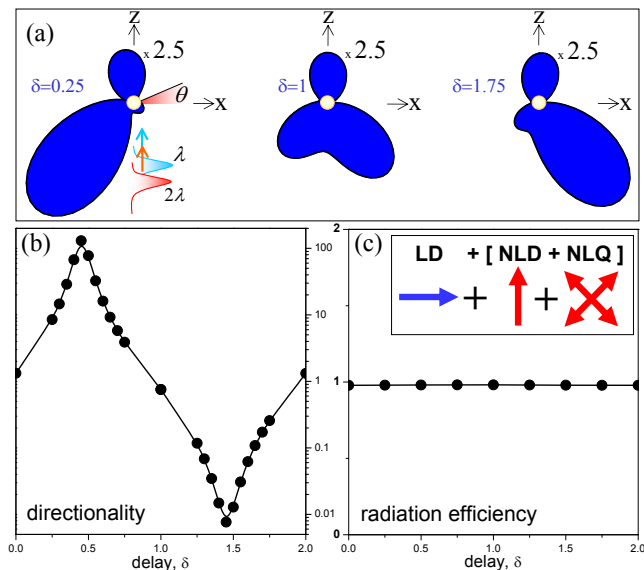 (a)
z
x 2.5
δ=0.25
θ
x
λ
2λ
z
x 2.5
δ=1
x
z
x 2.5
δ=1.75
x
(b)
100
10
1
0.1
0.01
directionality
0.0 0.5 1.0 1.5 2.0
delay, δ
(c)
2
1
0
LD + [ NLD + NLQ ]
+ +
radiation efficiency
0.0 0.5 1.0 1.5 2.0
delay, δ